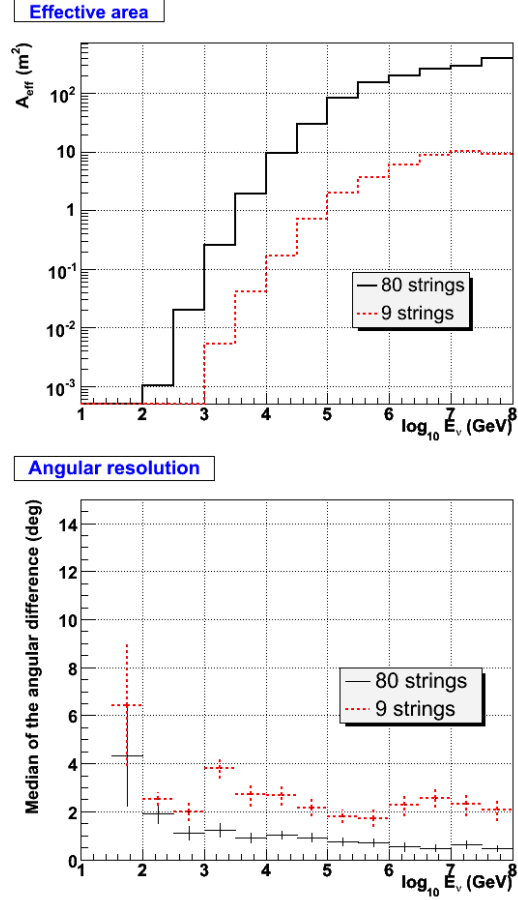 Effective area
A_eff (m²)
10²
10
1
10⁻¹
10⁻²
10⁻³
80 strings
9 strings
1 2 3 4 5 6 7 8
log₁₀ E_ν (GeV)
Angular resolution
Median of the angular difference (deg)
14
12
10
8
6
4
2
0
80 strings
9 strings
1 2 3 4 5 6 7 8
log₁₀ E_ν (GeV)